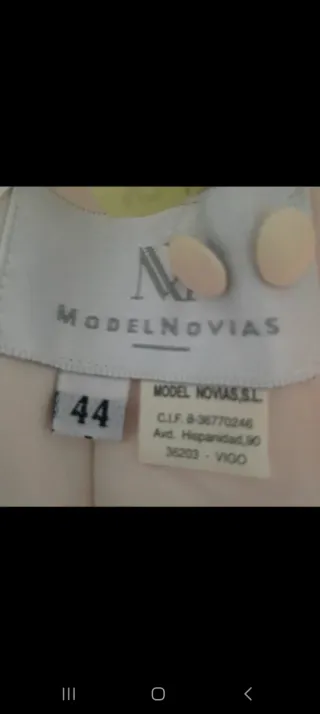 MODELNOVIAS
44
MODEL NOVIAS,S.L.
C.I.F. B-36770246
Avd. Hispanidad,90
36203 - VIGO